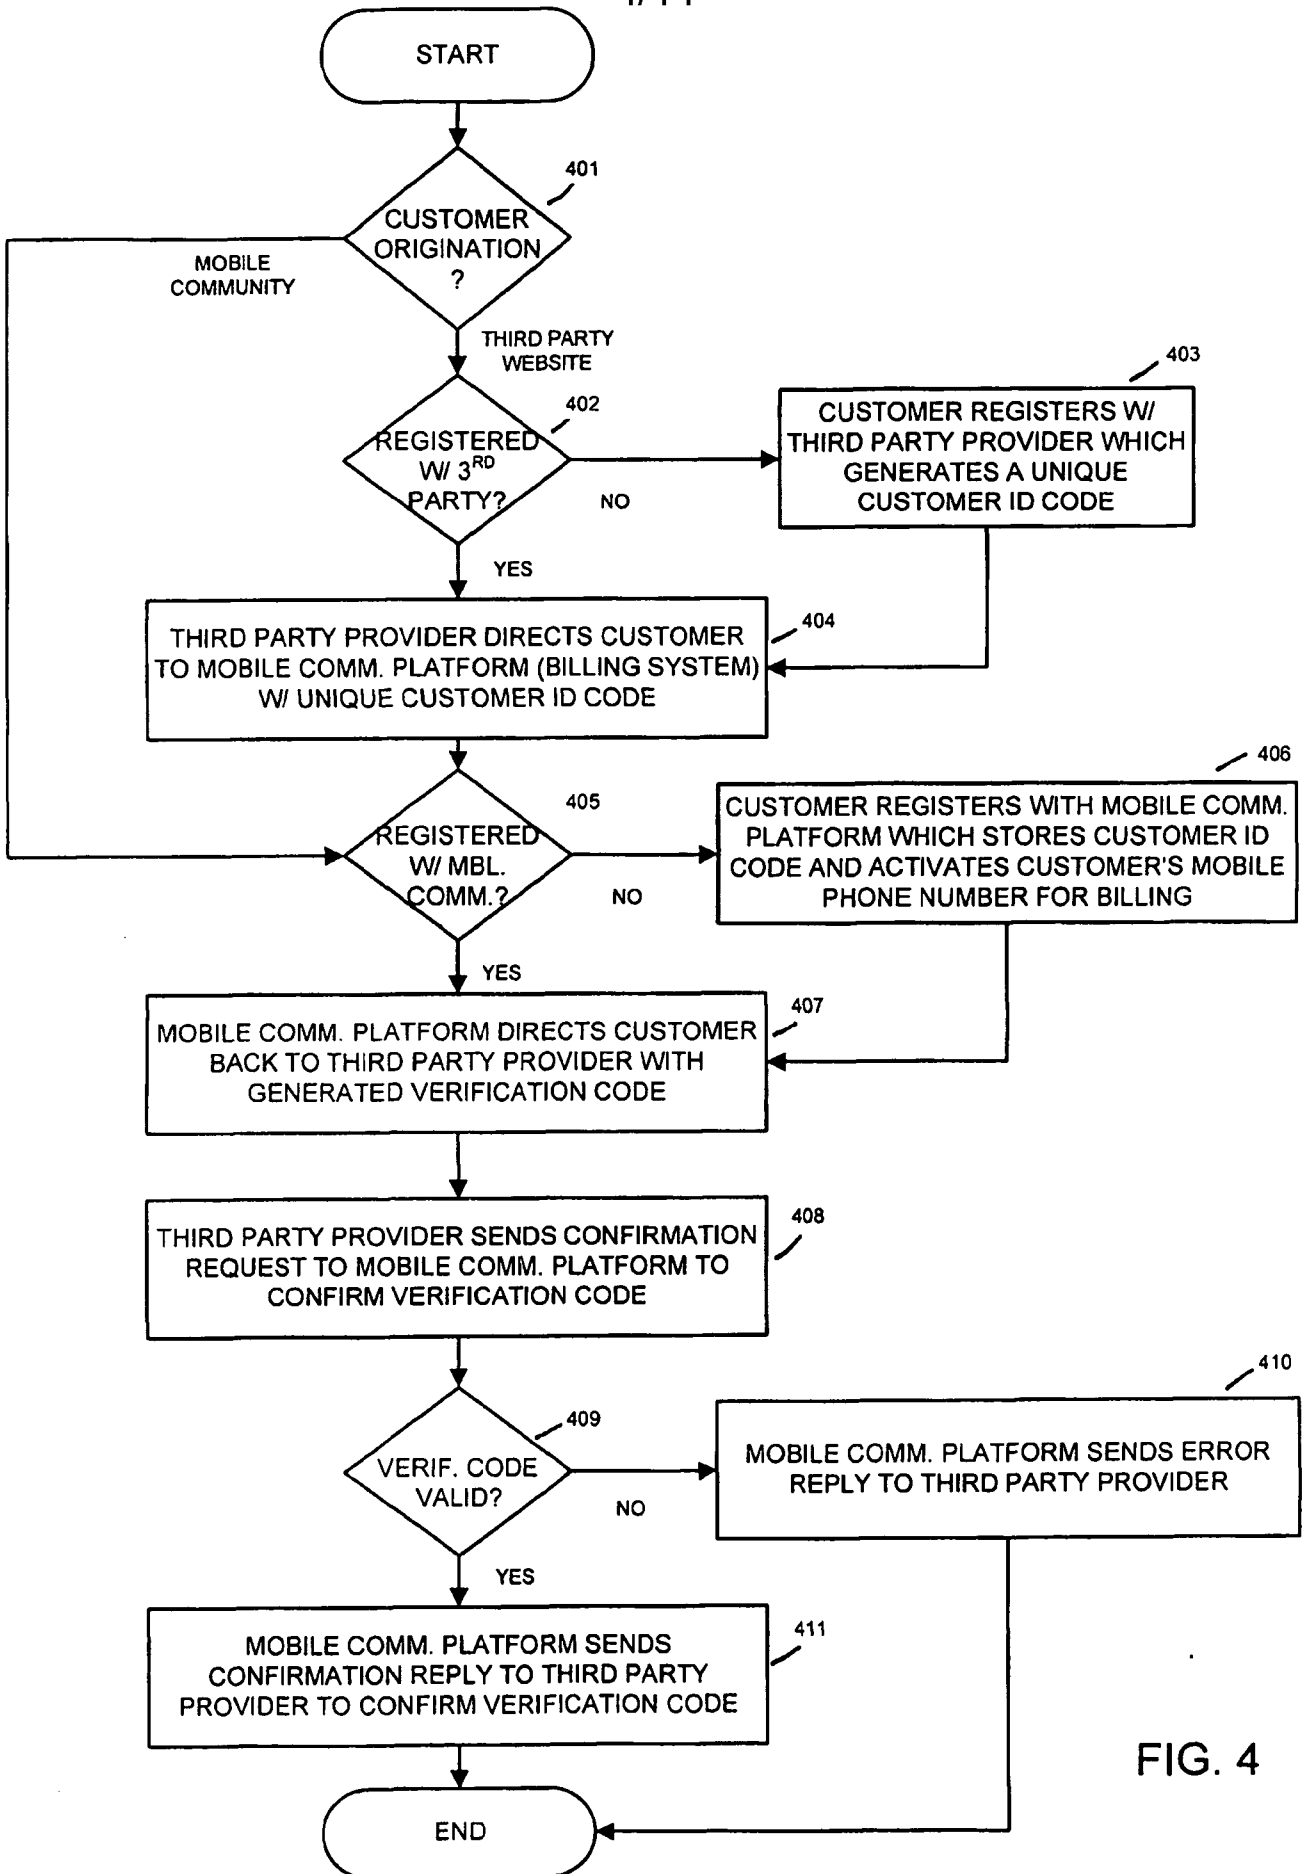 START
401
CUSTOMER
ORIGINATION
?
MOBILE
COMMUNITY
THIRD PARTY
WEBSITE
402
REGISTERED
W/ 3RD
PARTY?
NO
403
CUSTOMER REGISTERS W/
THIRD PARTY PROVIDER WHICH
GENERATES A UNIQUE
CUSTOMER ID CODE
YES
404
THIRD PARTY PROVIDER DIRECTS CUSTOMER
TO MOBILE COMM. PLATFORM (BILLING SYSTEM)
W/ UNIQUE CUSTOMER ID CODE
405
REGISTERED
W/ MBL.
COMM.?
NO
406
CUSTOMER REGISTERS WITH MOBILE COMM.
PLATFORM WHICH STORES CUSTOMER ID
CODE AND ACTIVATES CUSTOMER'S MOBILE
PHONE NUMBER FOR BILLING
YES
407
MOBILE COMM. PLATFORM DIRECTS CUSTOMER
BACK TO THIRD PARTY PROVIDER WITH
GENERATED VERIFICATION CODE
408
THIRD PARTY PROVIDER SENDS CONFIRMATION
REQUEST TO MOBILE COMM. PLATFORM TO
CONFIRM VERIFICATION CODE
409
VERIF. CODE
VALID?
NO
410
MOBILE COMM. PLATFORM SENDS ERROR
REPLY TO THIRD PARTY PROVIDER
YES
411
MOBILE COMM. PLATFORM SENDS
CONFIRMATION REPLY TO THIRD PARTY
PROVIDER TO CONFIRM VERIFICATION CODE
END
FIG. 4